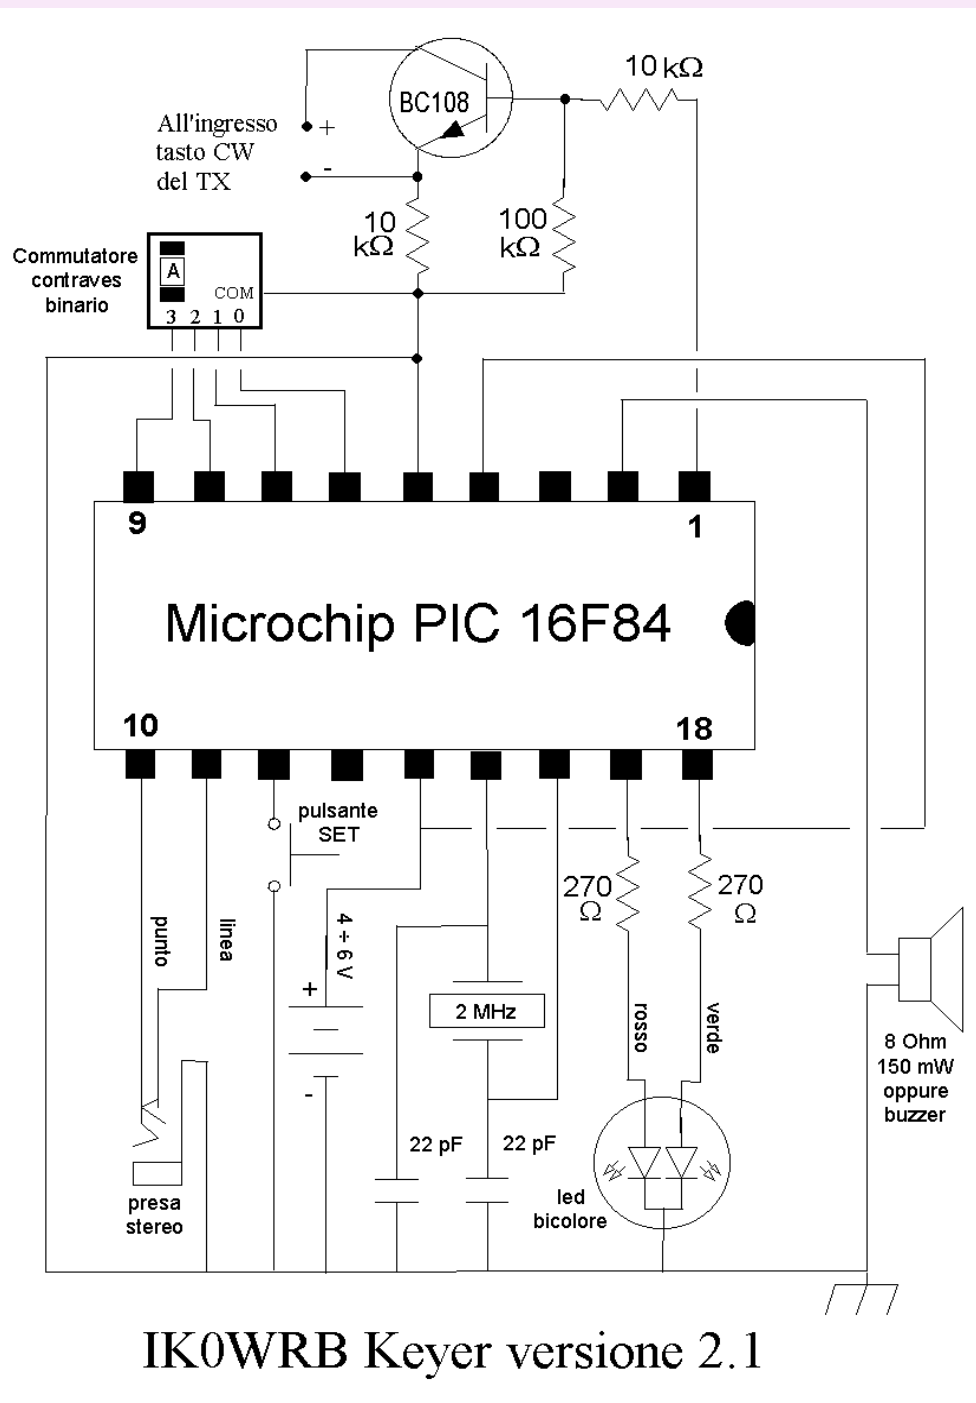 10 kΩ
BC108
All'ingresso
tasto CW
del TX
+
-
10
kΩ
100
kΩ
Commutatore
contraves
binario
A
COM
3 2 1 0
9
1
Microchip PIC 16F84
10
18
pulsante
SET
punto
linea
4 ÷ 6 V
+
-
270
Ω
270
Ω
2 MHz
rosso
verde
8 Ohm
150 mW
oppure
buzzer
22 pF
22 pF
presa
stereo
led
bicolore
IK0WRB Keyer versione 2.1